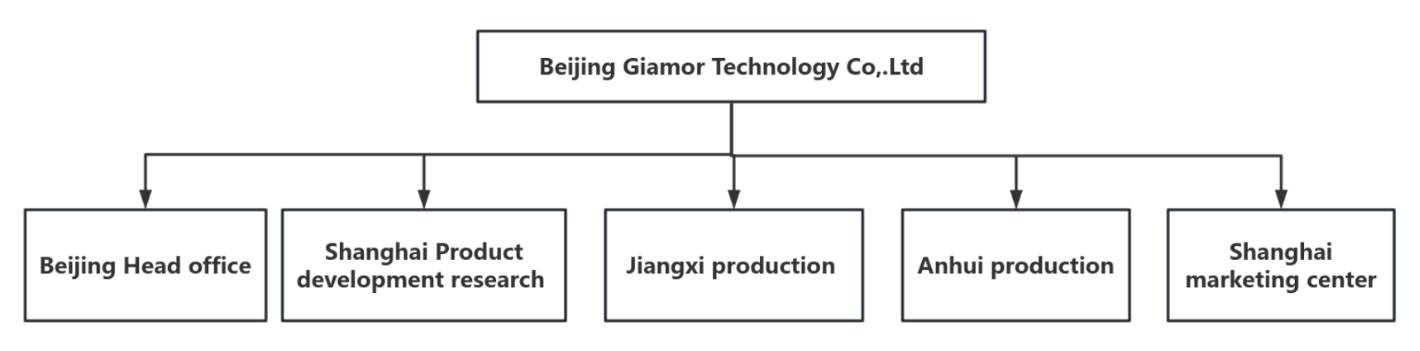 Beijing Giamor Technology Co,.Ltd
Beijing Head office
Shanghai Product
development research
Jiangxi production
Anhui production
Shanghai
marketing center